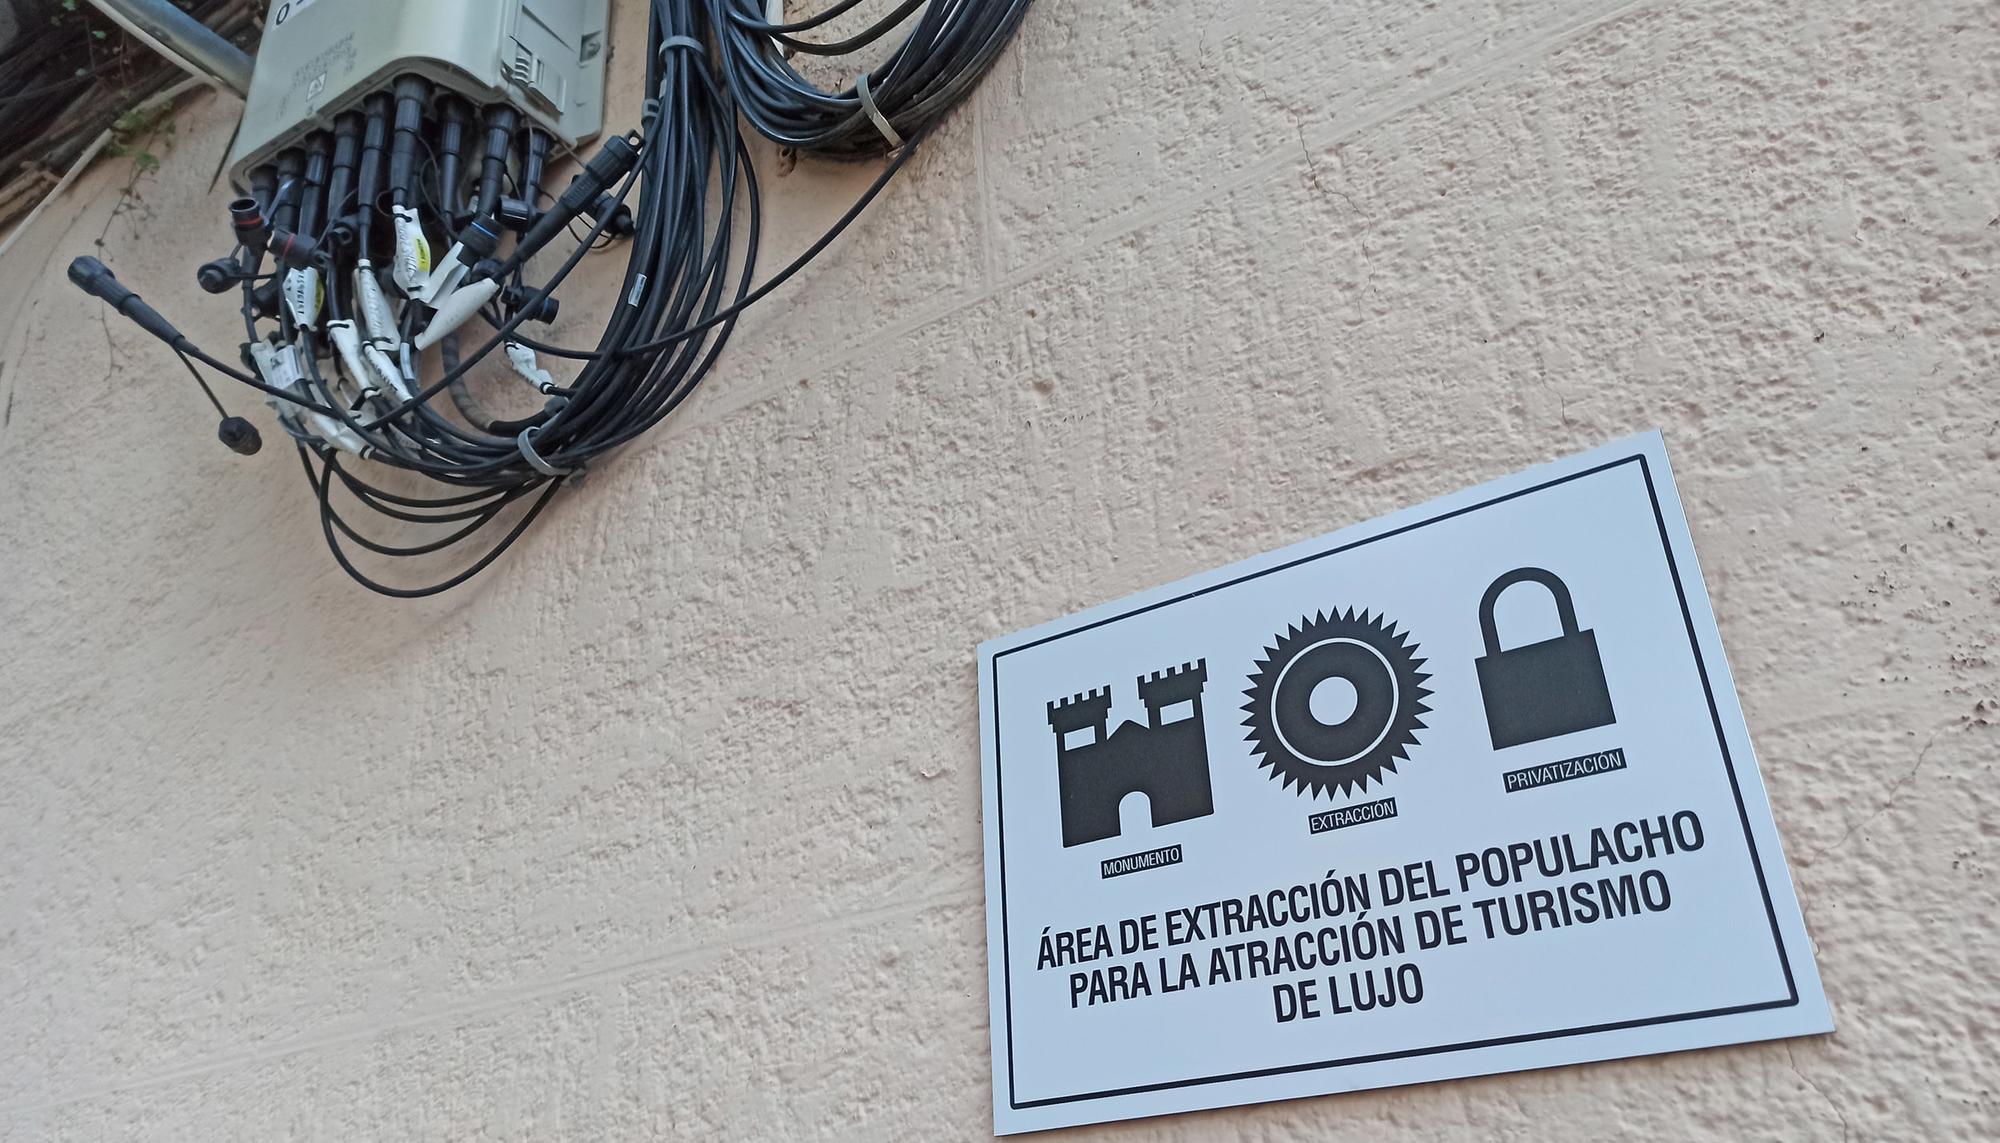 MONUMENTO
EXTRACCIÓN
PRIVATIZACIÓN
ÁREA DE EXTRACCIÓN DEL POPULACHO
PARA LA ATRACCIÓN DE TURISMO
DE LUJO